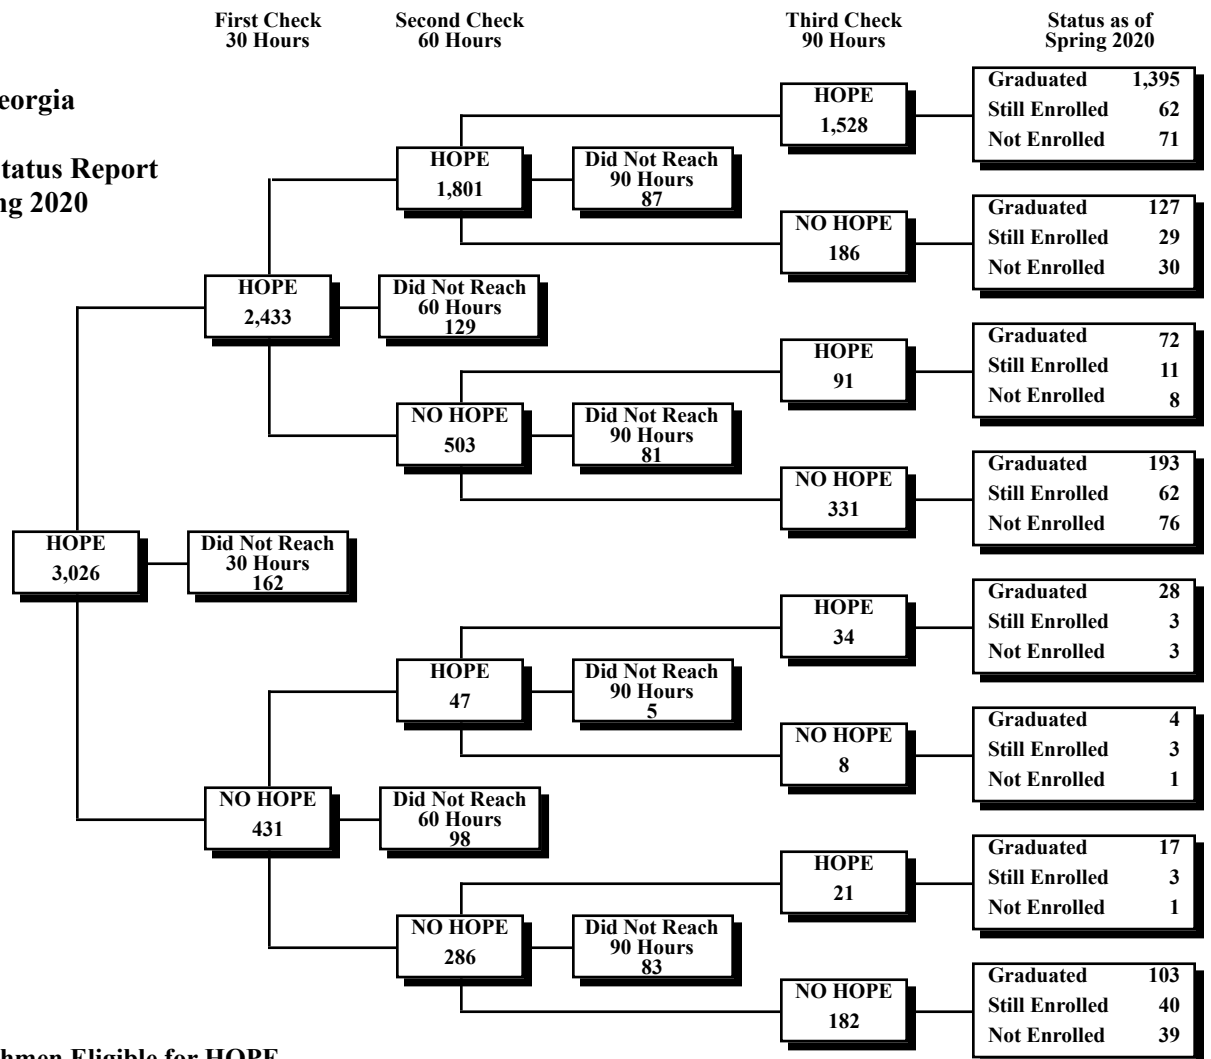 First Check
30 Hours
Second Check
60 Hours
Third Check
90 Hours
Status as of
Spring 2020
eorgia
tatus Report
ng 2020
HOPE
3,026
Did Not Reach
30 Hours
162
HOPE
2,433
Did Not Reach
60 Hours
129
HOPE
1,801
Did Not Reach
90 Hours
87
HOPE
1,528
Graduated 1,395
Still Enrolled 62
Not Enrolled 71
NO HOPE
186
Graduated 127
Still Enrolled 29
Not Enrolled 30
NO HOPE
503
Did Not Reach
90 Hours
81
HOPE
91
Graduated 72
Still Enrolled 11
Not Enrolled 8
NO HOPE
331
Graduated 193
Still Enrolled 62
Not Enrolled 76
NO HOPE
431
Did Not Reach
60 Hours
98
HOPE
47
Did Not Reach
90 Hours
5
HOPE
34
Graduated 28
Still Enrolled 3
Not Enrolled 3
NO HOPE
8
Graduated 4
Still Enrolled 3
Not Enrolled 1
NO HOPE
286
Did Not Reach
90 Hours
83
HOPE
21
Graduated 17
Still Enrolled 3
Not Enrolled 1
NO HOPE
182
Graduated 103
Still Enrolled 40
Not Enrolled 39
hmen Eligible for HOPE